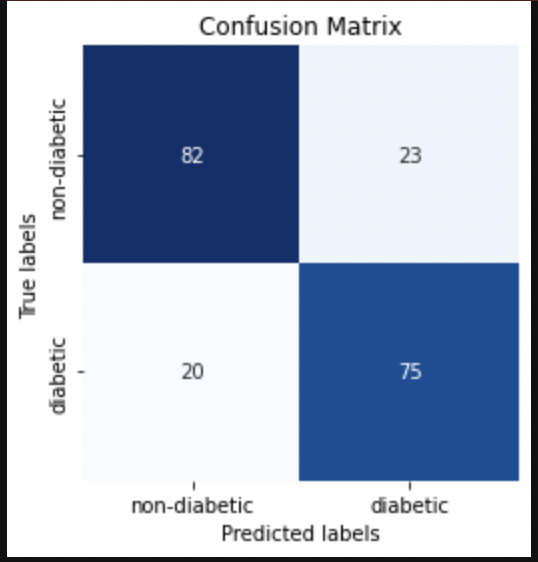 Confusion Matrix
True labels
non-diabetic
82
23
diabetic
20
75
non-diabetic
diabetic
Predicted labels